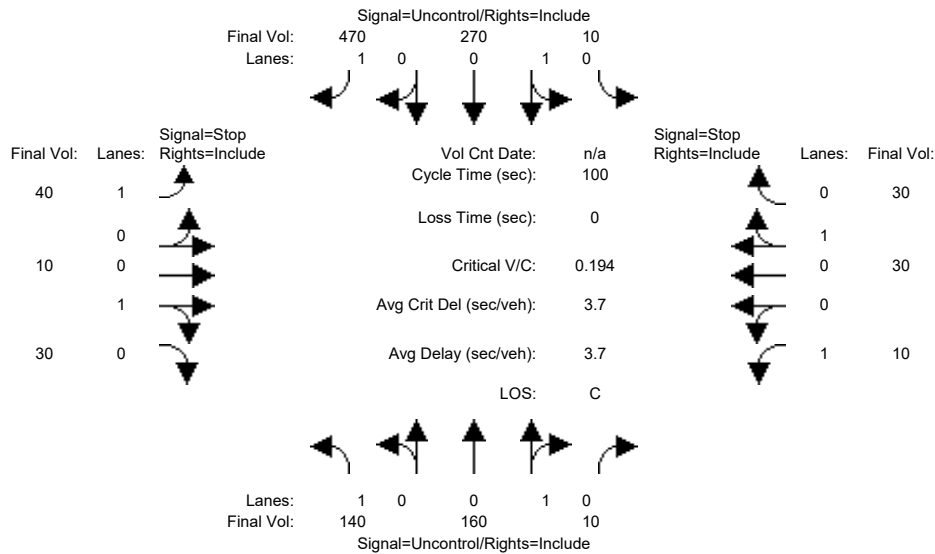 Signal=Uncontrol/Rights=Include
Final Vol: 470 270 10
Lanes: 1 0 0 1 0
Signal=Stop Signal=Stop
Final Vol: Lanes: Rights=Include Vol Cnt Date: n/a Rights=Include Lanes: Final Vol:
Cycle Time (sec): 100
40 1 0 30
Loss Time (sec): 0
0 1
10 0 Critical V/C: 0.194 0 30
1 Avg Crit Del (sec/veh): 3.7 0
30 0 Avg Delay (sec/veh): 3.7 1 10
LOS: C
Lanes: 1 0 0 1 0
Final Vol: 140 160 10
Signal=Uncontrol/Rights=Include